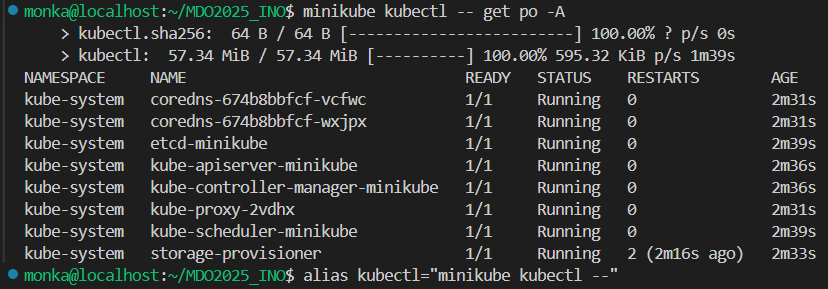 monka@localhost:~/MDO2025_INO$ minikube kubectl -- get po -A
    > kubectl.sha256:  64 B / 64 B [-------------------------] 100.00% ? p/s 0s
    > kubectl:  57.34 MiB / 57.34 MiB [----------] 100.00% 595.32 KiB p/s 1m39s
NAMESPACE     NAME                               READY   STATUS    RESTARTS        AGE
kube-system   coredns-674b8bbfcf-vcfwc           1/1     Running   0               2m31s
kube-system   coredns-674b8bbfcf-wxjpx           1/1     Running   0               2m31s
kube-system   etcd-minikube                      1/1     Running   0               2m39s
kube-system   kube-apiserver-minikube            1/1     Running   0               2m36s
kube-system   kube-controller-manager-minikube   1/1     Running   0               2m36s
kube-system   kube-proxy-2vdhx                   1/1     Running   0               2m31s
kube-system   kube-scheduler-minikube            1/1     Running   0               2m39s
kube-system   storage-provisioner                1/1     Running   2 (2m16s ago)   2m33s
monka@localhost:~/MDO2025_INO$ alias kubectl="minikube kubectl --"